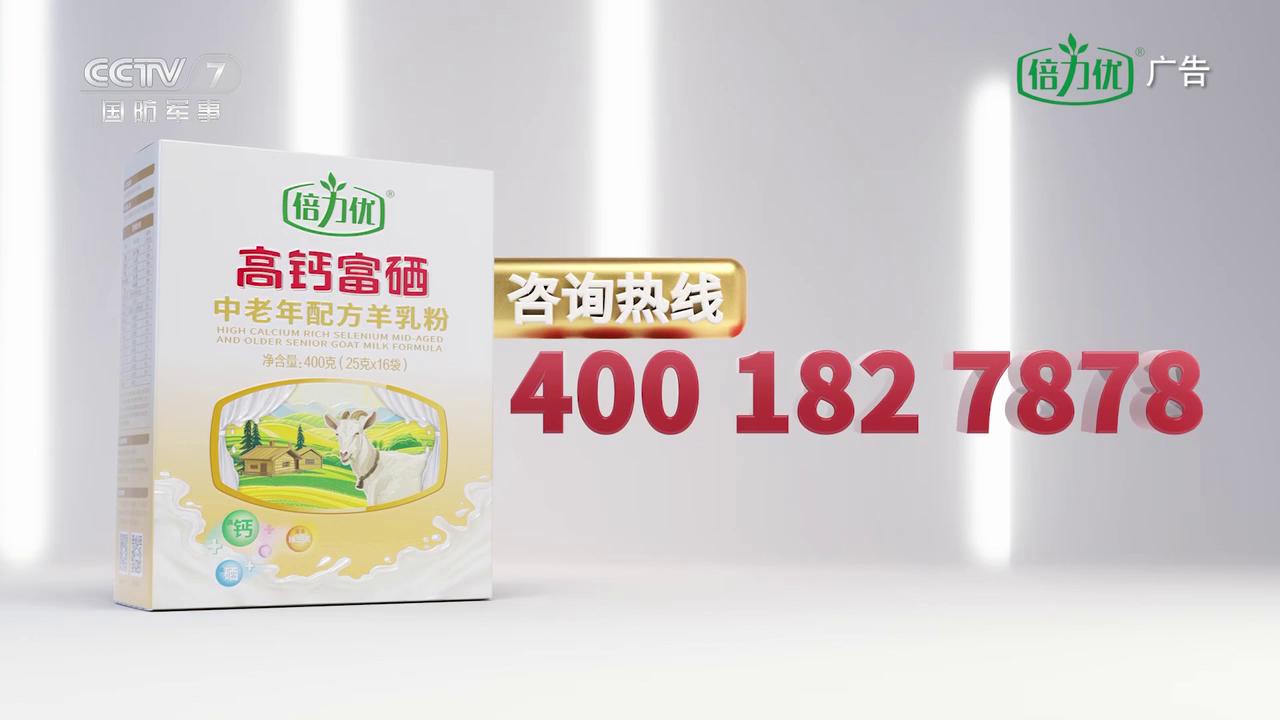 CCTV 7
国防军事
倍力优® 广告
倍力优®
高钙富硒
中老年配方羊乳粉
HIGH CALCIUM RICH SELENIUM MID-AGED
AND OLDER SENIOR GOAT MILK FORMULA
净含量:400克(25克x16袋)
钙
硒
咨询热线
400 182 7878